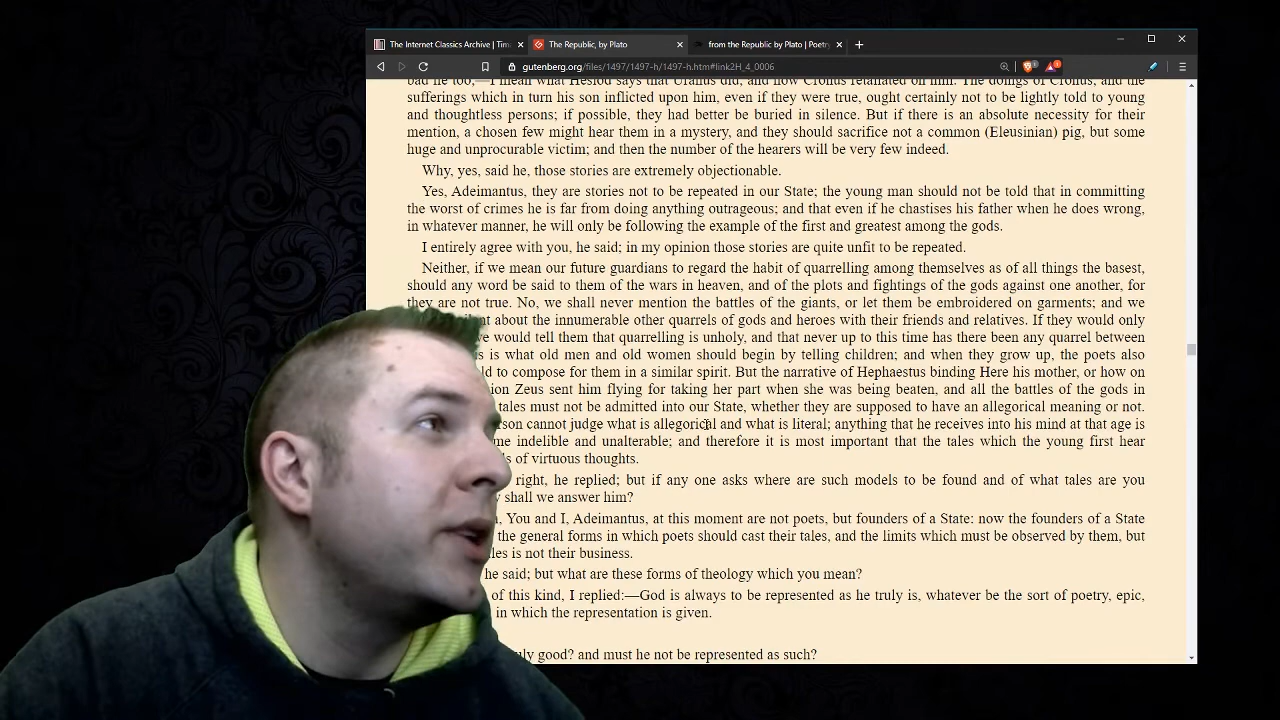 The Internet Classics Archive | Tim
The Republic, by Plato
from the Republic by Plato | Poetry
gutenberg.org/files/1497/1497-h/1497-h.htm#link2H_4_0006
bad he too,—I mean what Hesiod says that Uranus did, and how Cronus retaliated on him. The doings of Cronus, and the
sufferings which in turn his son inflicted upon him, even if they were true, ought certainly not to be lightly told to young
and thoughtless persons; if possible, they had better be buried in silence. But if there is an absolute necessity for their
mention, a chosen few might hear them in a mystery, and they should sacrifice not a common (Eleusinian) pig, but some
huge and unprocurable victim; and then the number of the hearers will be very few indeed.
Why, yes, said he, those stories are extremely objectionable.
Yes, Adeimantus, they are stories not to be repeated in our State; the young man should not be told that in committing
the worst of crimes he is far from doing anything outrageous; and that even if he chastises his father when he does wrong,
in whatever manner, he will only be following the example of the first and greatest among the gods.
I entirely agree with you, he said; in my opinion those stories are quite unfit to be repeated.
Neither, if we mean our future guardians to regard the habit of quarrelling among themselves as of all things the basest,
should any word be said to them of the wars in heaven, and of the plots and fightings of the gods against one another, for
they are not true. No, we shall never mention the battles of the giants, or let them be embroidered on garments; and we
about the innumerable other quarrels of gods and heroes with their friends and relatives. If they would only
we would tell them that quarrelling is unholy, and that never up to this time has there been any quarrel between
is what old men and old women should begin by telling children; and when they grow up, the poets also
to compose for them in a similar spirit. But the narrative of Hephaestus binding Here his mother, or how on
Zeus sent him flying for taking her part when she was being beaten, and all the battles of the gods in
tales must not be admitted into our State, whether they are supposed to have an allegorical meaning or not.
cannot judge what is allegorical and what is literal; anything that he receives into his mind at that age is
indelible and unalterable; and therefore it is most important that the tales which the young first hear
of virtuous thoughts.
right, he replied; but if any one asks where are such models to be found and of what tales are you
shall we answer him?
You and I, Adeimantus, at this moment are not poets, but founders of a State: now the founders of a State
the general forms in which poets should cast their tales, and the limits which must be observed by them, but
is not their business.
he said; but what are these forms of theology which you mean?
of this kind, I replied:—God is always to be represented as he truly is, whatever be the sort of poetry, epic,
in which the representation is given.
good? and must he not be represented as such?